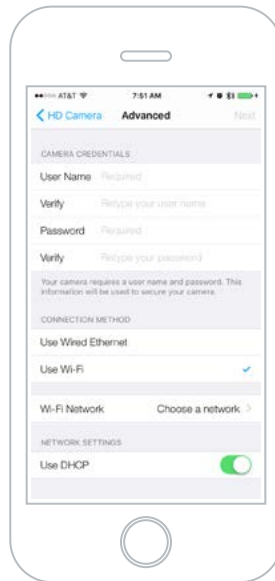 AT&T 7:51 AM
HD Camera Advanced Next
CAMERA CREDENTIALS
User Name Required
Verify Retype your user name
Password Required
Verify Retype your password
Your camera requires a user name and password. This
information will be used to secure your camera.
CONNECTION METHOD
Use Wired Ethernet
Use Wi-Fi
Wi-Fi Network Choose a network
NETWORK SETTINGS
Use DHCP